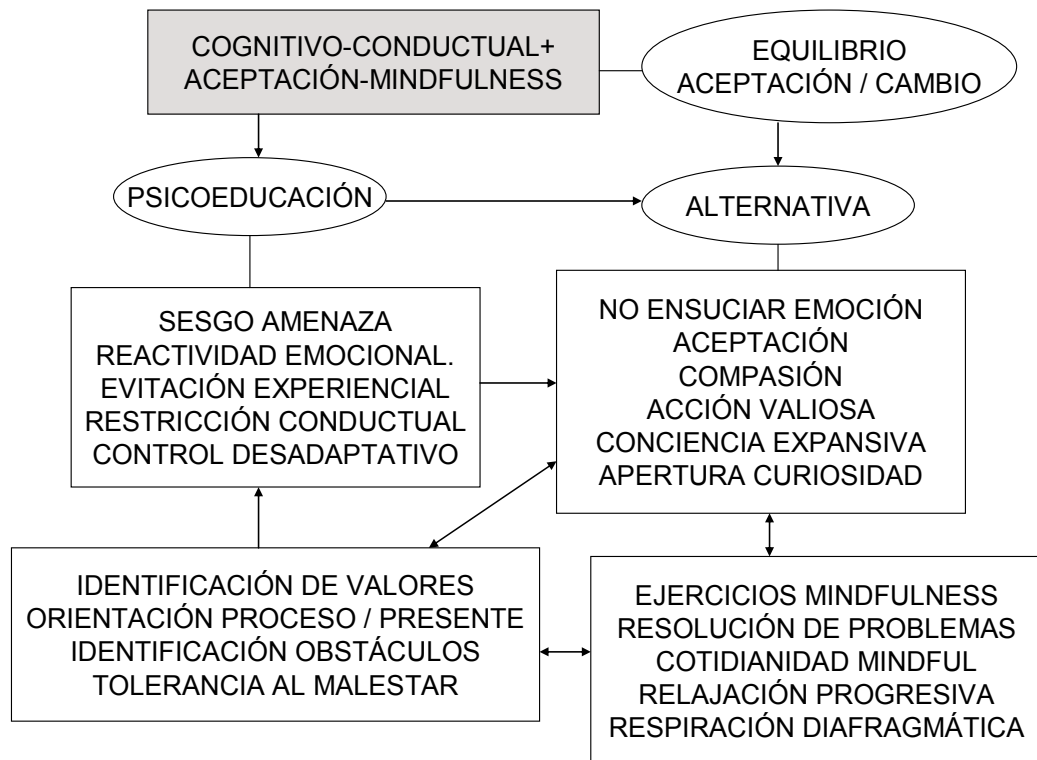 COGNITIVO-CONDUCTUAL+
ACEPTACIÓN-MINDFULNESS
EQUILIBRIO
ACEPTACIÓN / CAMBIO
PSICOEDUCACIÓN
ALTERNATIVA
SESGO AMENAZA
REACTIVIDAD EMOCIONAL.
EVITACIÓN EXPERIENCIAL
RESTRICCIÓN CONDUCTUAL
CONTROL DESADAPTATIVO
NO ENSUCIAR EMOCIÓN
ACEPTACIÓN
COMPASIÓN
ACCIÓN VALIOSA
CONCIENCIA EXPANSIVA
APERTURA CURIOSIDAD
IDENTIFICACIÓN DE VALORES
ORIENTACIÓN PROCESO / PRESENTE
IDENTIFICACIÓN OBSTÁCULOS
TOLERANCIA AL MALESTAR
EJERCICIOS MINDFULNESS
RESOLUCIÓN DE PROBLEMAS
COTIDIANIDAD MINDFUL
RELAJACIÓN PROGRESIVA
RESPIRACIÓN DIAFRAGMÁTICA